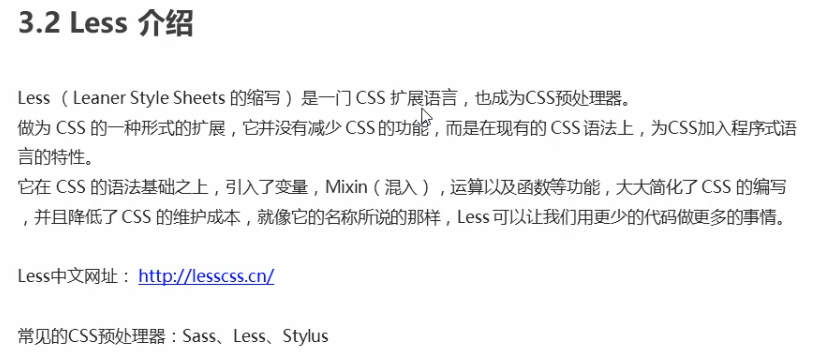 3.2 Less 介绍
Less （ Leaner Style Sheets 的缩写 ） 是一门 CSS 扩展语言，也成为CSS预处理器。
做为 CSS 的一种形式的扩展，它并没有减少 CSS 的功能，而是在现有的 CSS 语法上，为CSS加入程序式语
言的特性。
它在 CSS 的语法基础之上，引入了变量，Mixin（混入），运算以及函数等功能，大大简化了 CSS 的编写
，并且降低了 CSS 的维护成本，就像它的名称所说的那样，Less 可以让我们用更少的代码做更多的事情。
Less中文网址： http://lesscss.cn/
常见的CSS预处理器：Sass、Less、Stylus